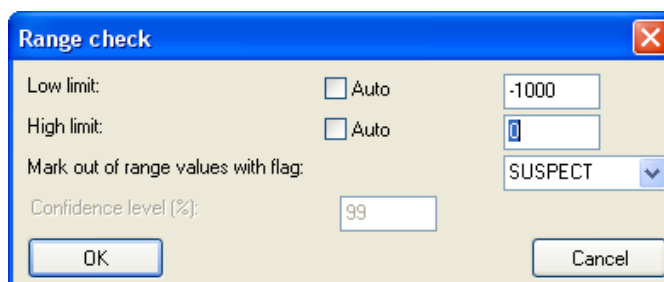 Range check
Low limit: Auto -1000
High limit: Auto 0
Mark out of range values with flag: SUSPECT
Confidence level (%): 99
OK Cancel